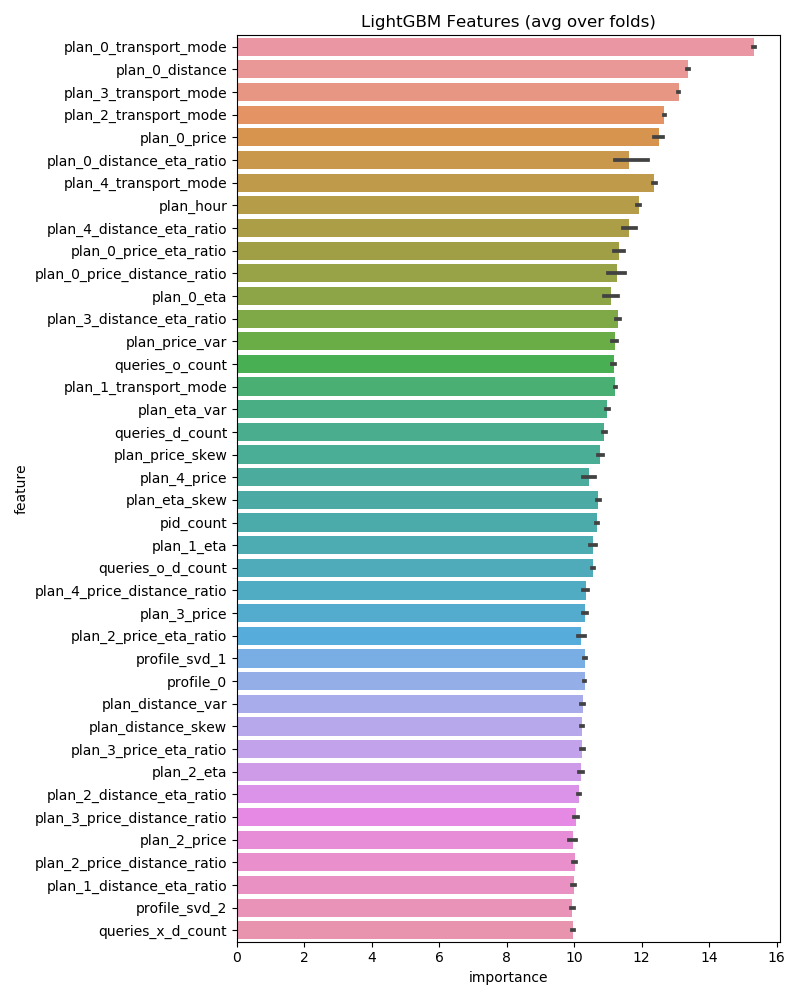 LightGBM Features (avg over folds)
plan_0_transport_mode
plan_0_distance
plan_3_transport_mode
plan_2_transport_mode
plan_0_price
plan_0_distance_eta_ratio
plan_4_transport_mode
plan_hour
plan_4_distance_eta_ratio
plan_0_price_eta_ratio
plan_0_price_distance_ratio
plan_0_eta
plan_3_distance_eta_ratio
plan_price_var
queries_o_count
plan_1_transport_mode
plan_eta_var
queries_d_count
plan_price_skew
plan_4_price
plan_eta_skew
pid_count
plan_1_eta
queries_o_d_count
plan_4_price_distance_ratio
plan_3_price
plan_2_price_eta_ratio
profile_svd_1
profile_0
plan_distance_var
plan_distance_skew
plan_3_price_eta_ratio
plan_2_eta
plan_2_distance_eta_ratio
plan_3_price_distance_ratio
plan_2_price
plan_2_price_distance_ratio
plan_1_distance_eta_ratio
profile_svd_2
queries_x_d_count
feature
0 2 4 6 8 10 12 14 16
importance